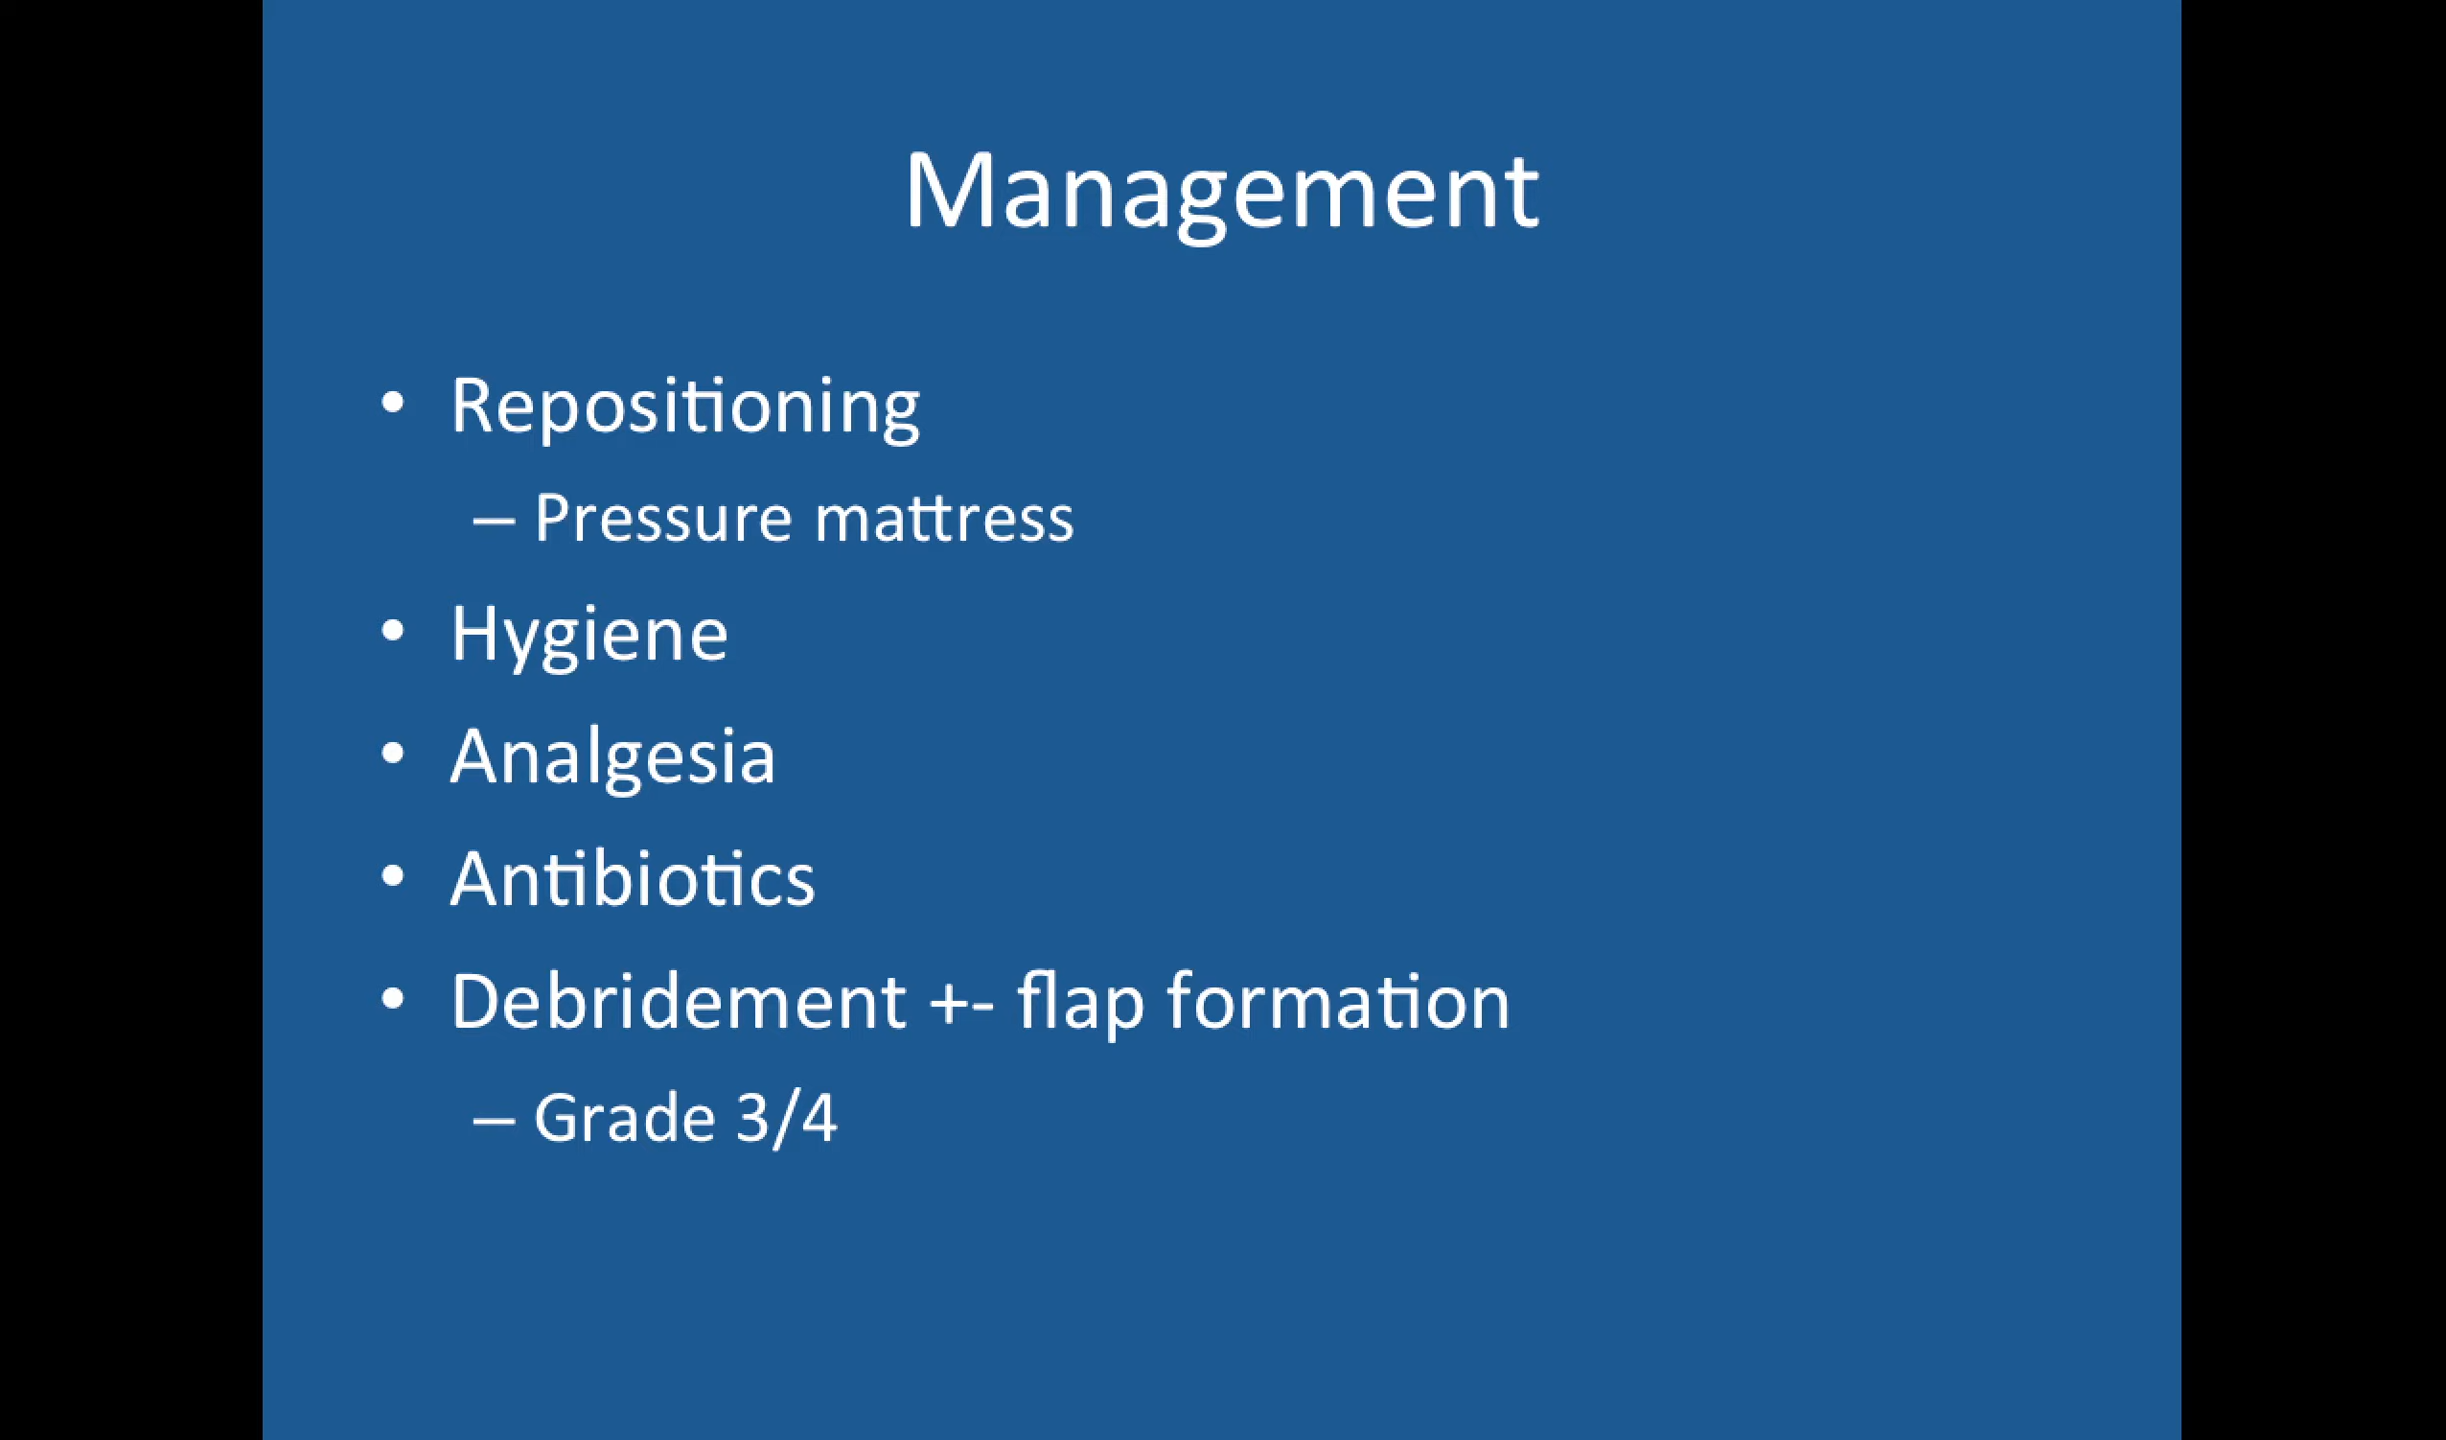 Management
• Repositioning
– Pressure mattress
• Hygiene
• Analgesia
• Antibiotics
• Debridement +- flap formation
– Grade 3/4